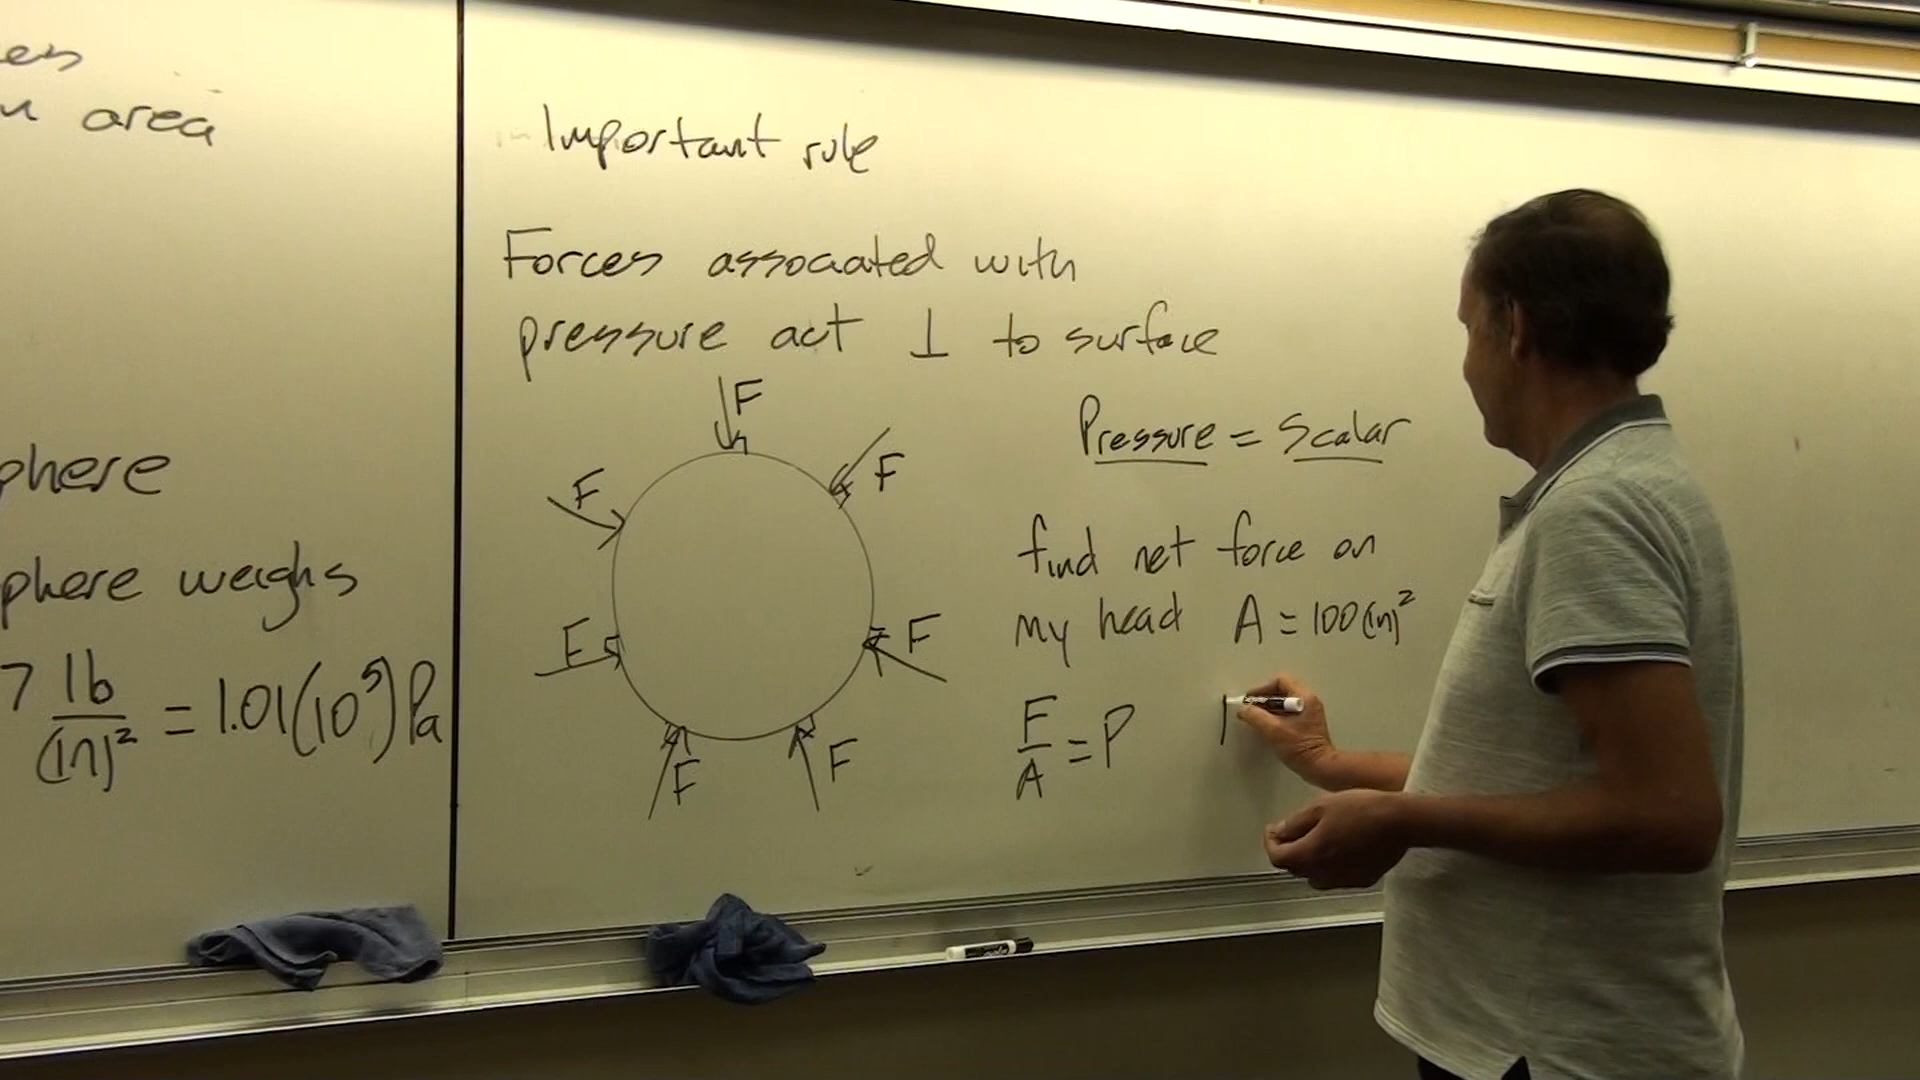 area
phere
phere weighs
7 lb/(in)² = 1.01(10⁵)Pa
Important rule
Forces associated with
pressure act ⊥ to surface
F
F
F
F
F
F
F
Pressure = Scalar
find net force on
my head A = 100(in)²
F/A = P